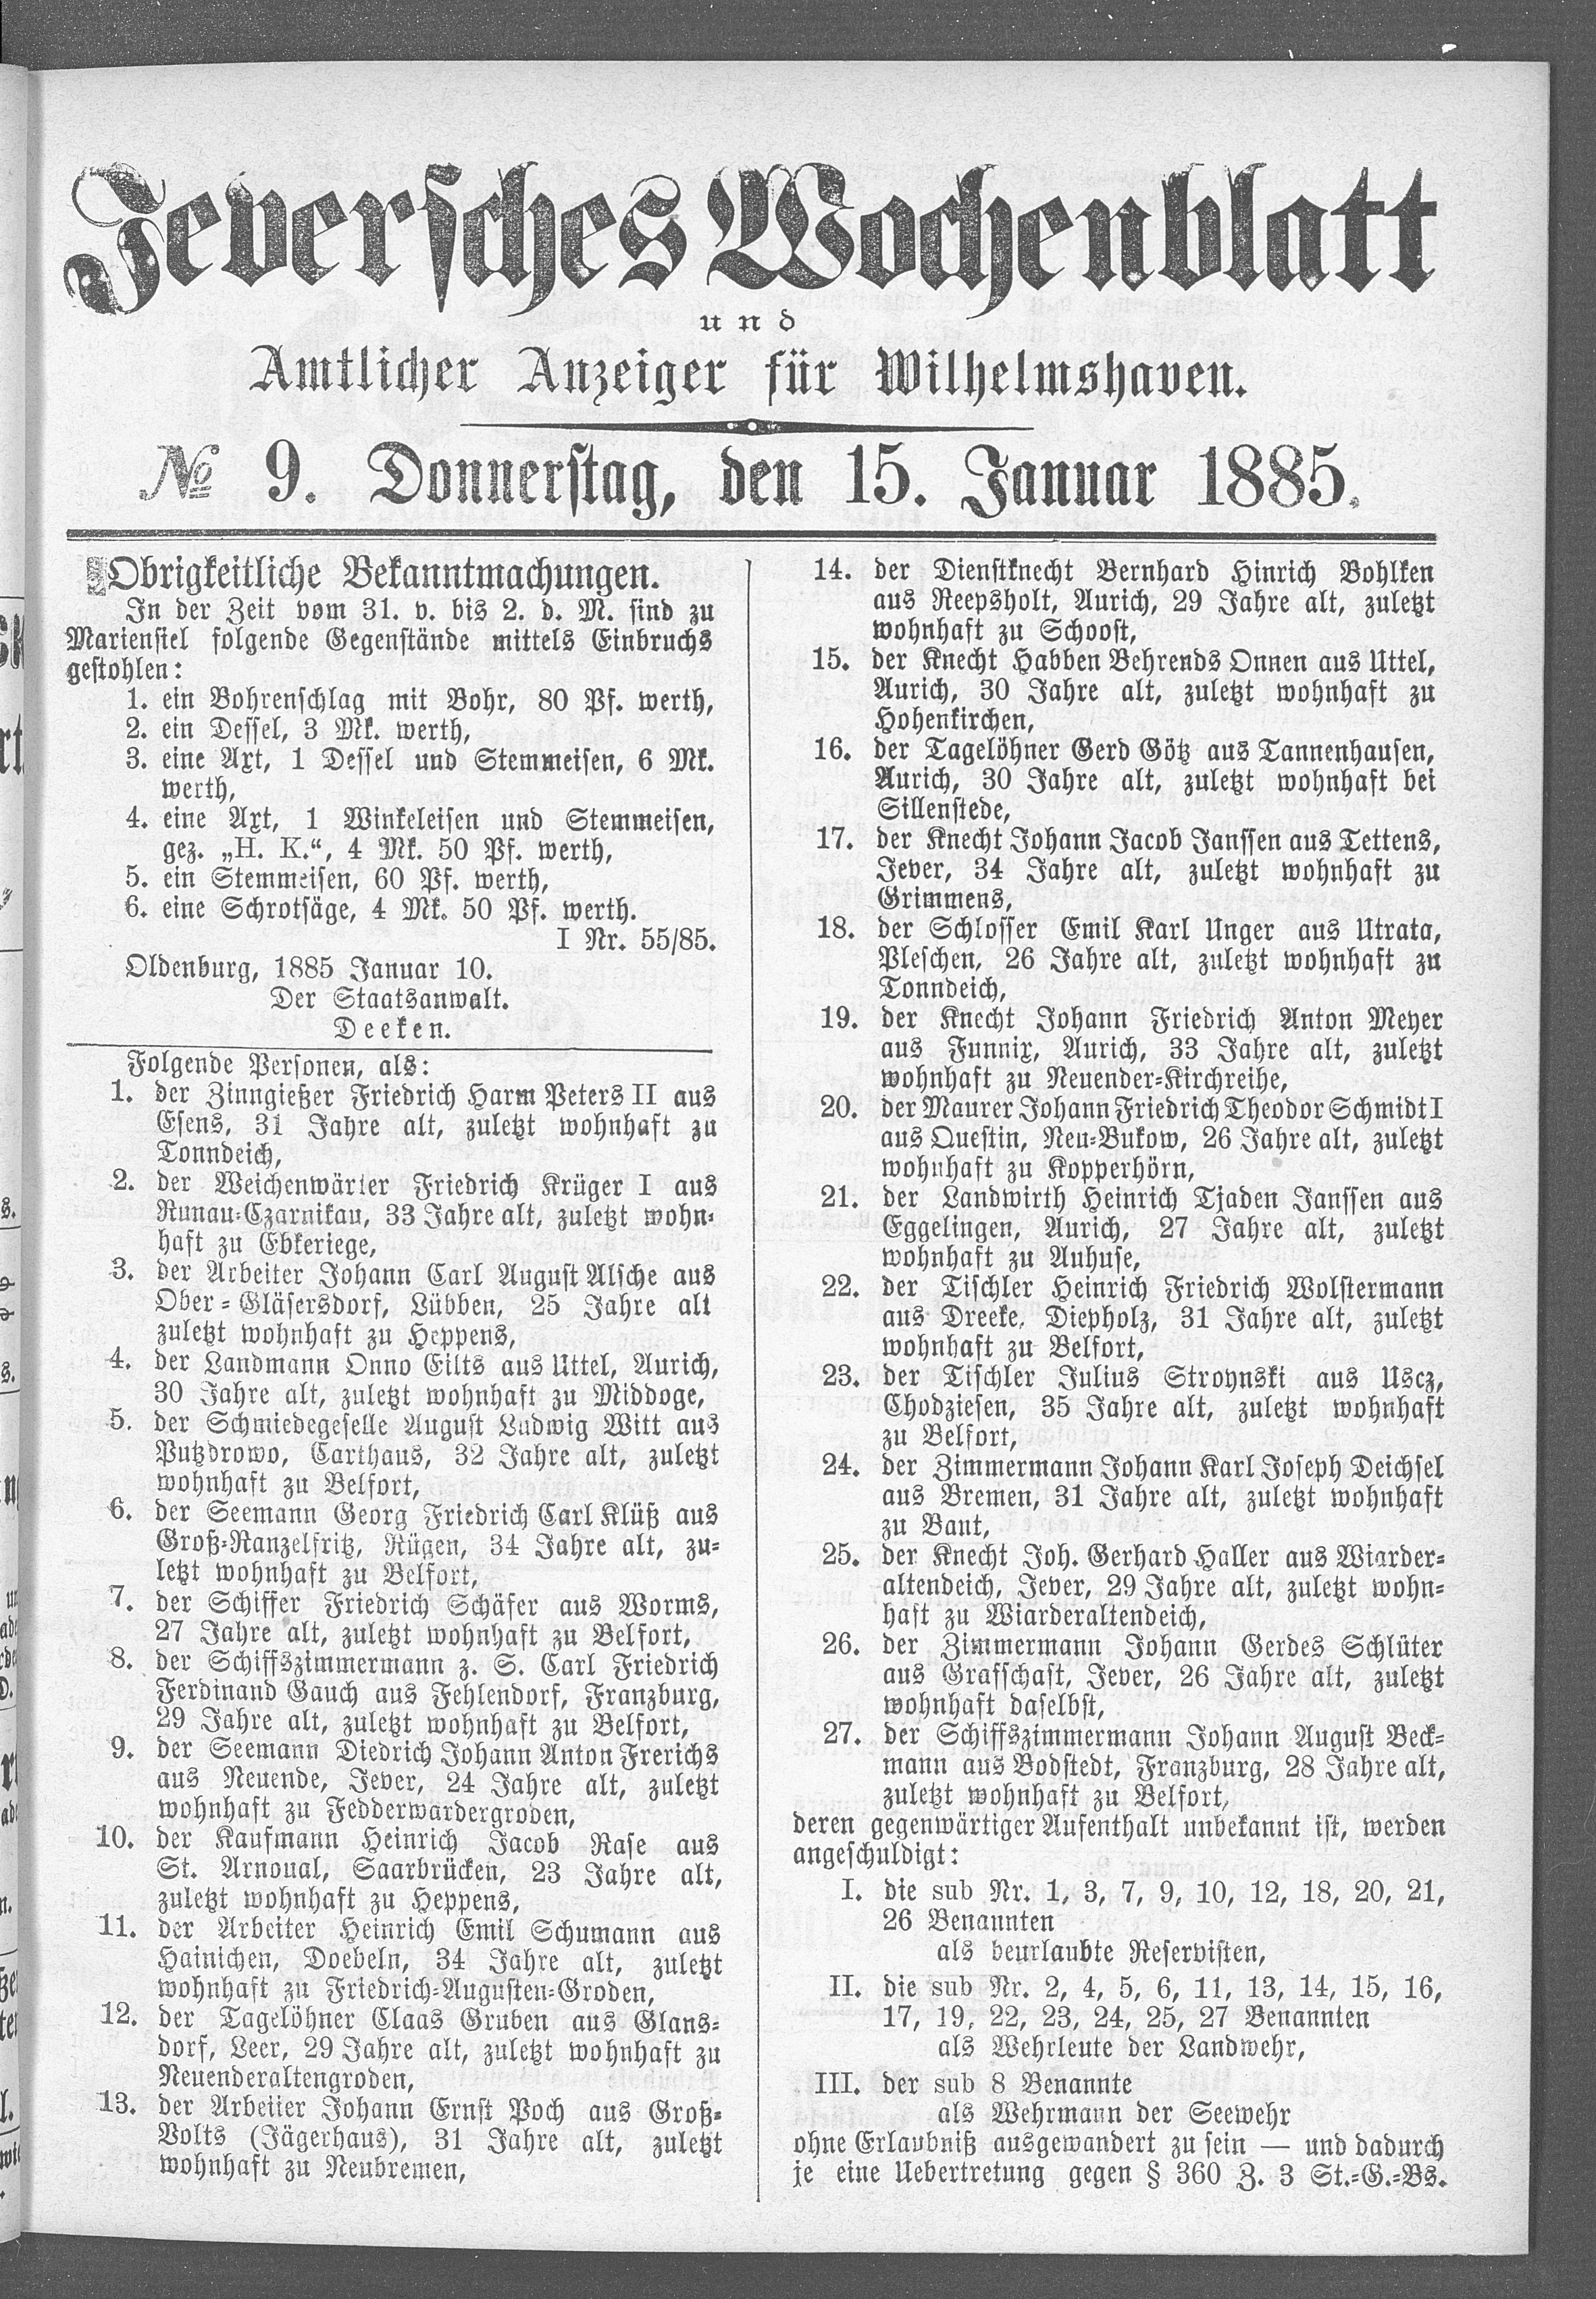 Jeversches Wochenblatt
und
Amtlicher Anzeiger für Wilhelmshaven.
№ 9. Donnerstag, den 15. Januar 1885.
Obrigkeitliche Bekanntmachungen.
In der Zeit vom 31. v. bis 2. d. M. sind zu
Mariensiel folgende Gegenstände mittels Einbruchs
gestohlen:
1. ein Bohrenschlag mit Bohr, 80 Pf. werth,
2. ein Dessel, 3 Mk. werth,
3. eine Axt, 1 Dessel und Stemmeisen, 6 Mk.
werth,
4. eine Axt, 1 Winkeleisen und Stemmeisen,
gez. „H. K.“, 4 Mk. 50 Pf. werth,
5. ein Stemmeisen, 60 Pf. werth,
6. eine Schrotsäge, 4 Mk. 50 Pf. werth.
I Nr. 55/85.
Oldenburg, 1885 Januar 10.
Der Staatsanwalt.
Deeken.
Folgende Personen, als:
1. der Zinngießer Friedrich Harm Peters II aus
Esens, 31 Jahre alt, zuletzt wohnhaft zu
Tonndeich,
2. der Weichenwärter Friedrich Krüger I aus
Runau-Czarnikau, 33 Jahre alt, zuletzt wohn-
haft zu Ebkeriege,
3. der Arbeiter Johann Carl August Alsche aus
Ober-Gläsersdorf, Lübben, 25 Jahre alt
zuletzt wohnhaft zu Heppens,
4. der Landmann Onno Eilts aus Uttel, Aurich,
30 Jahre alt, zuletzt wohnhaft zu Middoge,
5. der Schmiedegeselle August Ludwig Witt aus
Putzdrowo, Carthaus, 32 Jahre alt, zuletzt
wohnhaft zu Belfort,
6. der Seemann Georg Friedrich Carl Klüß aus
Groß-Ranzelfritz, Rügen, 34 Jahre alt, zu-
letzt wohnhaft zu Belfort,
7. der Schiffer Friedrich Schäfer aus Worms,
27 Jahre alt, zuletzt wohnhaft zu Belfort,
8. der Schiffszimmermann z. S. Carl Friedrich
Ferdinand Gauch aus Fehlendorf, Franzburg,
29 Jahre alt, zuletzt wohnhaft zu Belfort,
9. der Seemann Diedrich Johann Anton Frerichs
aus Neuende, Jever, 24 Jahre alt, zuletzt
wohnhaft zu Fedderwardergroden,
10. der Kaufmann Heinrich Jacob Rase aus
St. Arnoual, Saarbrücken, 23 Jahre alt,
zuletzt wohnhaft zu Heppens,
11. der Arbeiter Heinrich Emil Schumann aus
Hainichen, Doebeln, 34 Jahre alt, zuletzt
wohnhaft zu Friedrich-Augusten-Groden,
12. der Tagelöhner Claas Gruben aus Glans-
dorf, Leer, 29 Jahre alt, zuletzt wohnhaft zu
Neuenderaltengroden,
13. der Arbeiter Johann Ernst Poch aus Groß-
Volts (Jägerhaus), 31 Jahre alt, zuletzt
wohnhaft zu Neubremen,
14. der Dienstknecht Bernhard Hinrich Bohlken
aus Reepsholt, Aurich, 29 Jahre alt, zuletzt
wohnhaft zu Schoost,
15. der Knecht Habben Behrends Onnen aus Uttel,
Aurich, 30 Jahre alt, zuletzt wohnhaft zu
Hohenkirchen,
16. der Tagelöhner Gerd Götz aus Tannenhausen,
Aurich, 30 Jahre alt, zuletzt wohnhaft bei
Sillenstede,
17. der Knecht Johann Jacob Janssen aus Tettens,
Jever, 34 Jahre alt, zuletzt wohnhaft zu
Grimmens,
18. der Schlosser Emil Karl Unger aus Utrata,
Pleschen, 26 Jahre alt, zuletzt wohnhaft zu
Tonndeich,
19. der Knecht Johann Friedrich Anton Meyer
aus Funnix, Aurich, 33 Jahre alt, zuletzt
wohnhaft zu Neuender-Kirchreihe,
20. der Maurer Johann Friedrich Theodor Schmidt I
aus Questin, Neu-Bukow, 26 Jahre alt, zuletzt
wohnhaft zu Kopperhörn,
21. der Landwirth Heinrich Tjaden Janssen aus
Eggelingen, Aurich, 27 Jahre alt, zuletzt
wohnhaft zu Auhuse,
22. der Tischler Heinrich Friedrich Wolstermann
aus Dreeke, Diepholz, 31 Jahre alt, zuletzt
wohnhaft zu Belfort,
23. der Tischler Julius Stroynski aus Uscz,
Chodziesen, 35 Jahre alt, zuletzt wohnhaft
zu Belfort,
24. der Zimmermann Johann Karl Joseph Deichsel
aus Bremen, 31 Jahre alt, zuletzt wohnhaft
zu Bant,
25. der Knecht Joh. Gerhard Haller aus Wiarder-
altendeich, Jever, 29 Jahre alt, zuletzt wohn-
haft zu Wiarderaltendeich,
26. der Zimmermann Johann Gerdes Schlüter
aus Grafschaft, Jever, 26 Jahre alt, zuletzt
wohnhaft daselbst,
27. der Schiffszimmermann Johann August Beck-
mann aus Bodstedt, Franzburg, 28 Jahre alt,
zuletzt wohnhaft zu Belfort,
deren gegenwärtiger Aufenthalt unbekannt ist, werden
angeschuldigt:
I. die sub Nr. 1, 3, 7, 9, 10, 12, 18, 20, 21,
26 Benannten
als beurlaubte Reservisten,
II. die sub Nr. 2, 4, 5, 6, 11, 13, 14, 15, 16,
17, 19, 22, 23, 24, 25, 27 Benannten
als Wehrleute der Landwehr,
III. der sub 8 Benannte
als Wehrmann der Seewehr
ohne Erlaubniß ausgewandert zu sein — und dadurch
je eine Uebertretung gegen § 360 Z. 3 St.-G.-Bs.